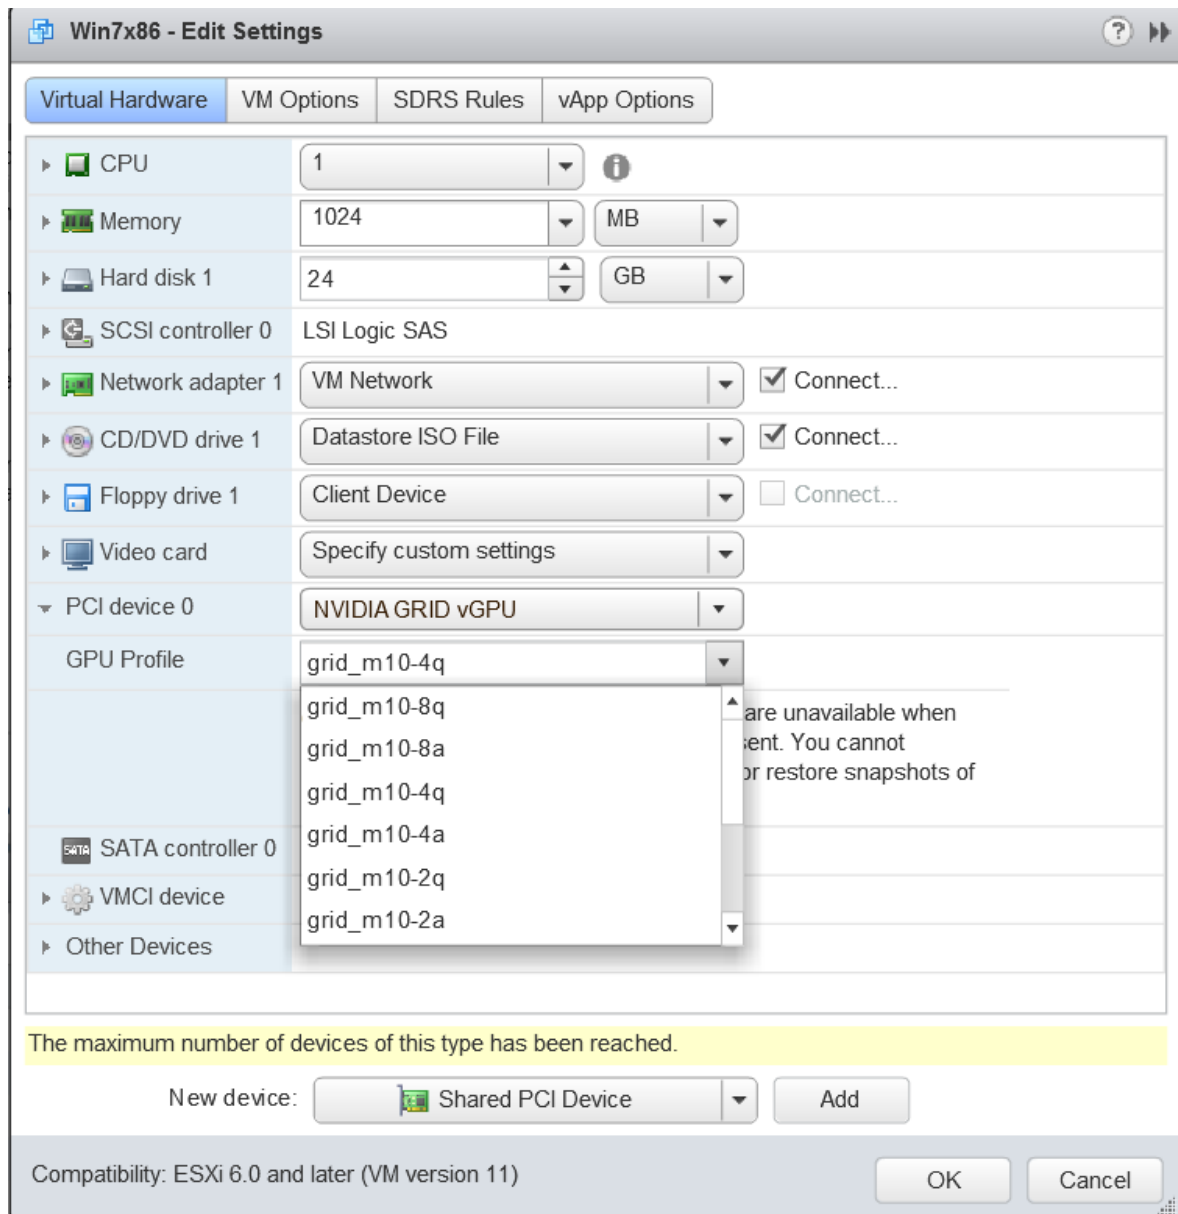 Win7x86 - Edit Settings
Virtual Hardware VM Options SDRS Rules vApp Options
CPU 1
Memory 1024 MB
Hard disk 1 24 GB
SCSI controller 0 LSI Logic SAS
Network adapter 1 VM Network Connect...
CD/DVD drive 1 Datastore ISO File Connect...
Floppy drive 1 Client Device Connect...
Video card Specify custom settings
PCI device 0 NVIDIA GRID vGPU
GPU Profile grid_m10-4q
grid_m10-8q
are unavailable when
grid_m10-8a
You cannot
grid_m10-4q
or restore snapshots of
grid_m10-4a
SATA controller 0
grid_m10-2q
VMCI device
grid_m10-2a
Other Devices
The maximum number of devices of this type has been reached.
New device: Shared PCI Device Add
Compatibility: ESXi 6.0 and later (VM version 11) OK Cancel